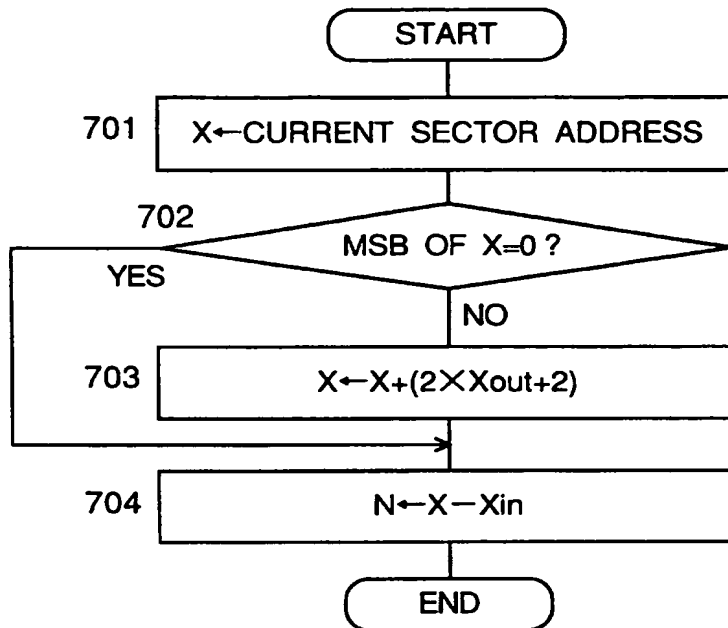 START
701
X←CURRENT SECTOR ADDRESS
702
MSB OF X=0 ?
YES
NO
703
X←X+(2×Xout+2)
704
N←X−Xin
END